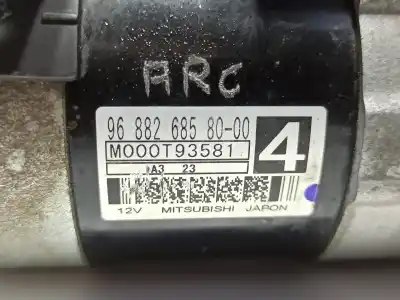 ARC
96 882 685 80-00
M000T93581
4
A3 23
12V MITSUBISHI JAPON